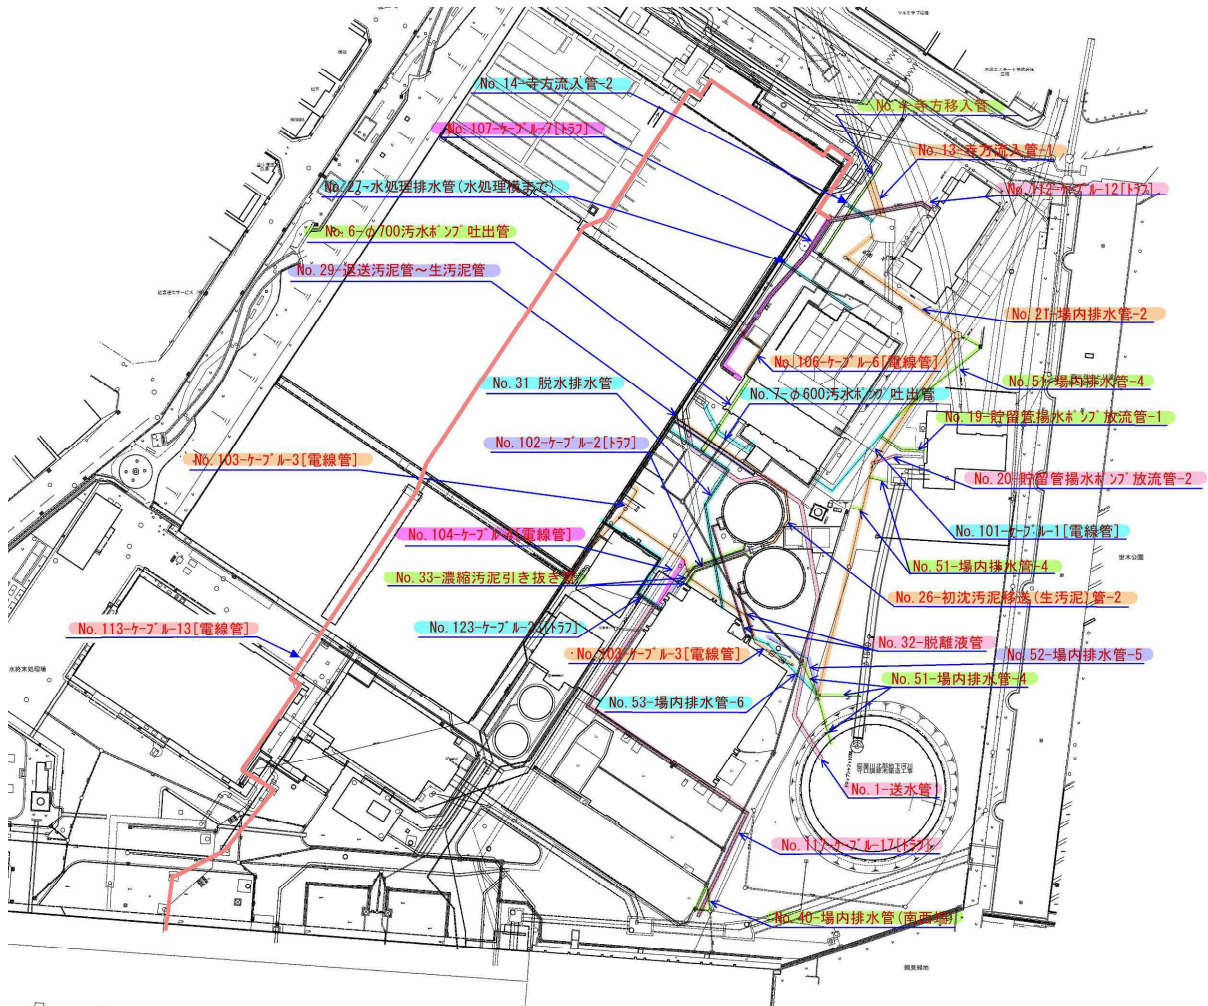 No.14-寺方流入管-2
No.4-寺方移入管
No.107-ケーブル-7[トラフ]
No.13-寺方流入管-1
No.27-水処理排水管(水処理横まで)
No.112-ケーブル-12[トラフ]
No.6-φ700汚水ポンプ吐出管
No.29-返送汚泥管～生汚泥管
No.21-場内排水管-2
No.106-ケーブル-6[電線管]
No.31 脱水排水管
No.7-φ600汚水ポンプ吐出管
No.51-場内排水管-4
No.19-貯留管揚水ポンプ放流管-1
No.102-ケーブル-2[トラフ]
No.103-ケーブル-3[電線管]
No.20-貯留管揚水ポンプ放流管-2
No.101-ケーブル-1[電線管]
No.104-ケーブル-4[電線管]
No.51-場内排水管-4
No.33-濃縮汚泥引き抜き管
No.26-初沈汚泥移送(生汚泥)管-2
No.123-ケーブル-23[トラフ]
No.113-ケーブル-13[電線管]
No.32-脱離液管
No.103-ケーブル-3[電線管]
No.52-場内排水管-5
No.51-場内排水管-4
No.53-場内排水管-6
No.1-送水管
No.117-ケーブル-17[トラフ]
No.40-場内排水管(南西端)
世木公園
水終末処理場
鶴見緑地